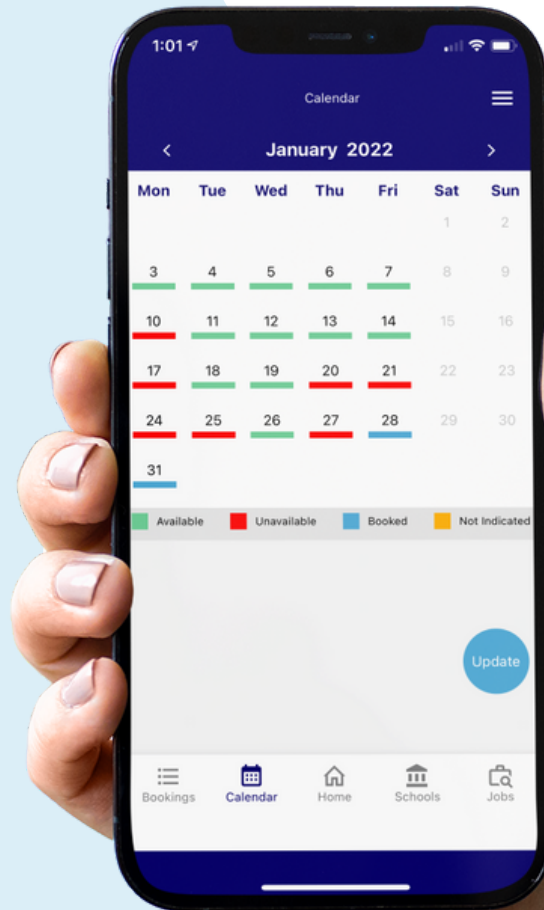 1:01
Calendar
January 2022
Mon Tue Wed Thu Fri Sat Sun
1 2
3 4 5 6 7 8 9
10 11 12 13 14 15 16
17 18 19 20 21 22 23
24 25 26 27 28 29 30
31
Available Unavailable Booked Not Indicated
Update
Bookings Calendar Home Schools Jobs